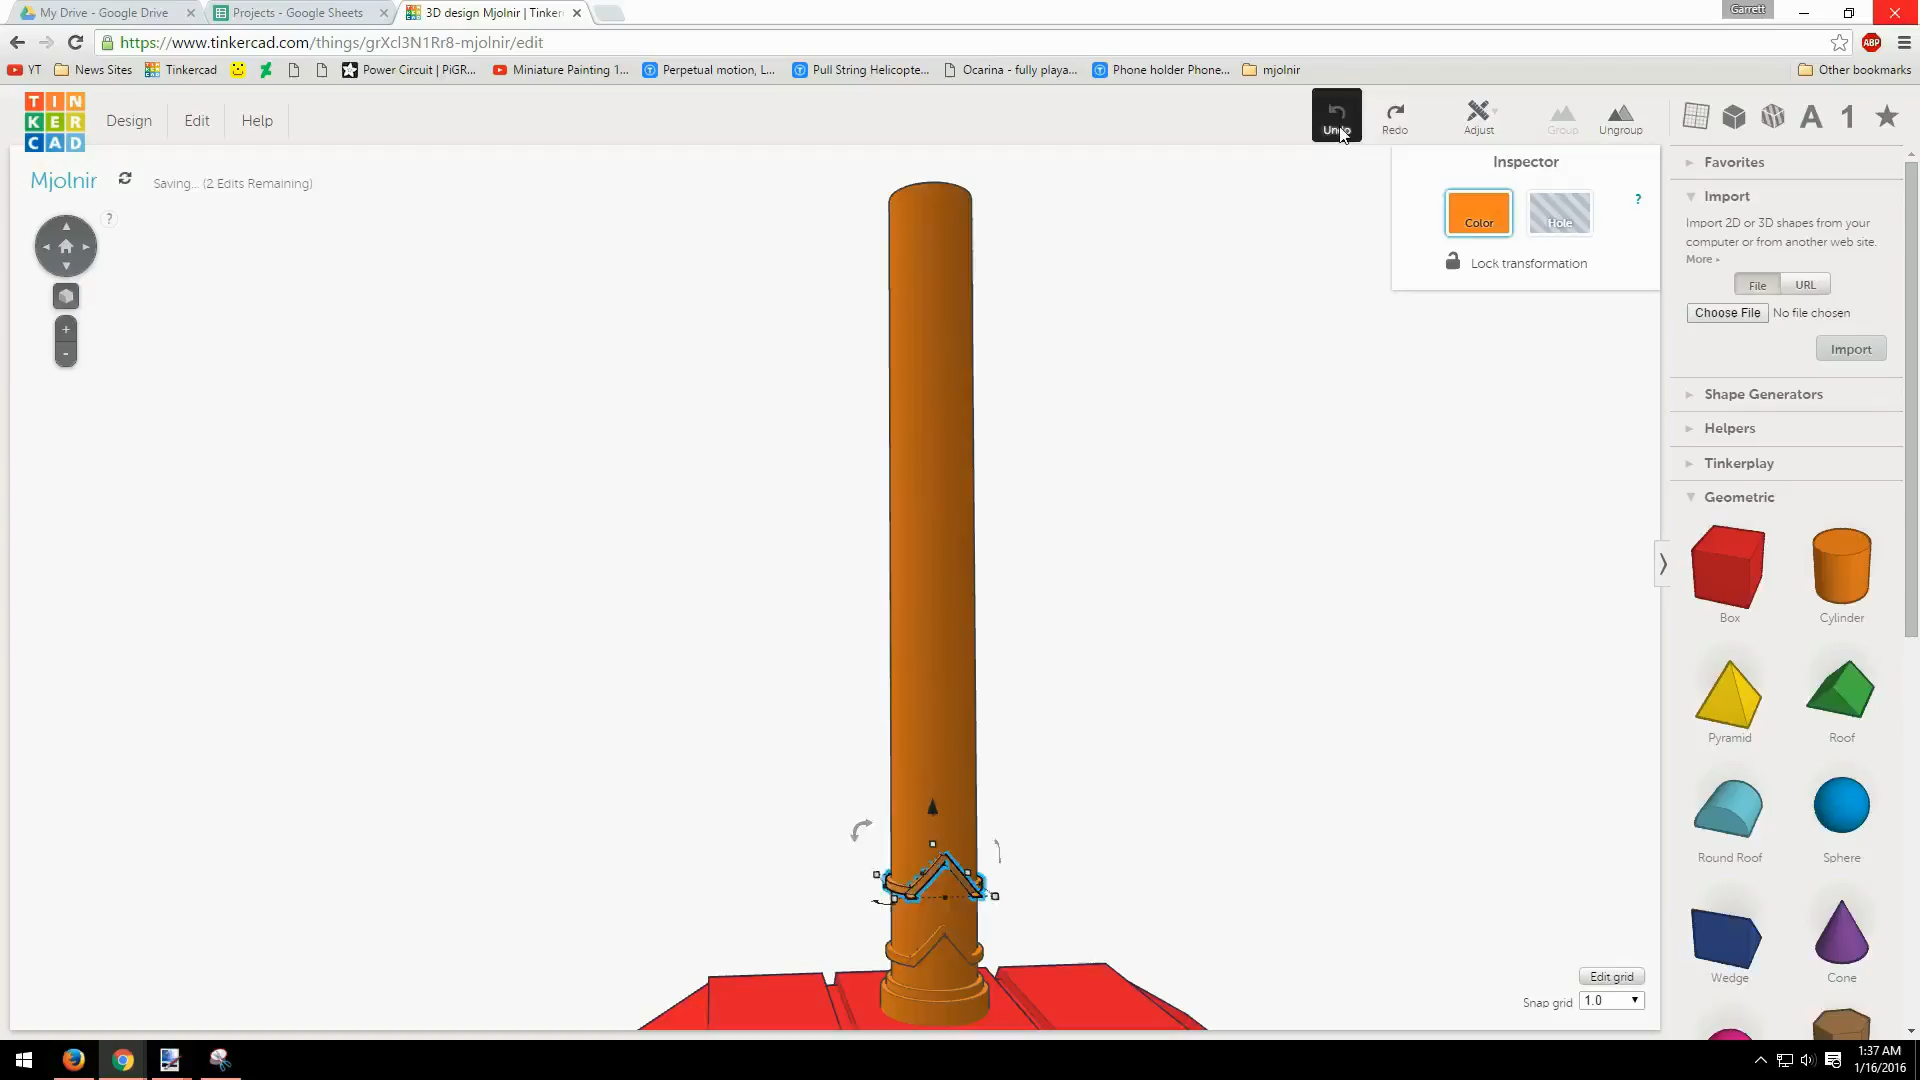 My Drive - Google Drive
Projects - Google Sheets
3D design Mjolnir | Tinker
Garrett
https://www.tinkercad.com/things/grXcl3N1Rr8-mjolnir/edit
ABP
YT
News Sites
Tinkercad
Power Circuit | PiGR...
Miniature Painting 1...
Perpetual motion, L...
Pull String Helicopte...
Ocarina - fully playa...
Phone holder Phone...
mjolnir
Other bookmarks
TIN
KER
CAD
Design
Edit
Help
Undo
Redo
Adjust
Group
Ungroup
A
1
Mjolnir
Saving... (2 Edits Remaining)
?
Inspector
Color
Hole
?
Lock transformation
Favorites
Import
Import 2D or 3D shapes from your
computer or from another web site.
More
File
URL
Choose File
No file chosen
Import
Shape Generators
Helpers
Tinkerplay
Geometric
Box
Cylinder
Pyramid
Roof
Round Roof
Sphere
Wedge
Cone
+
-
Edit grid
Snap grid
1.0
1:37 AM
1/16/2016